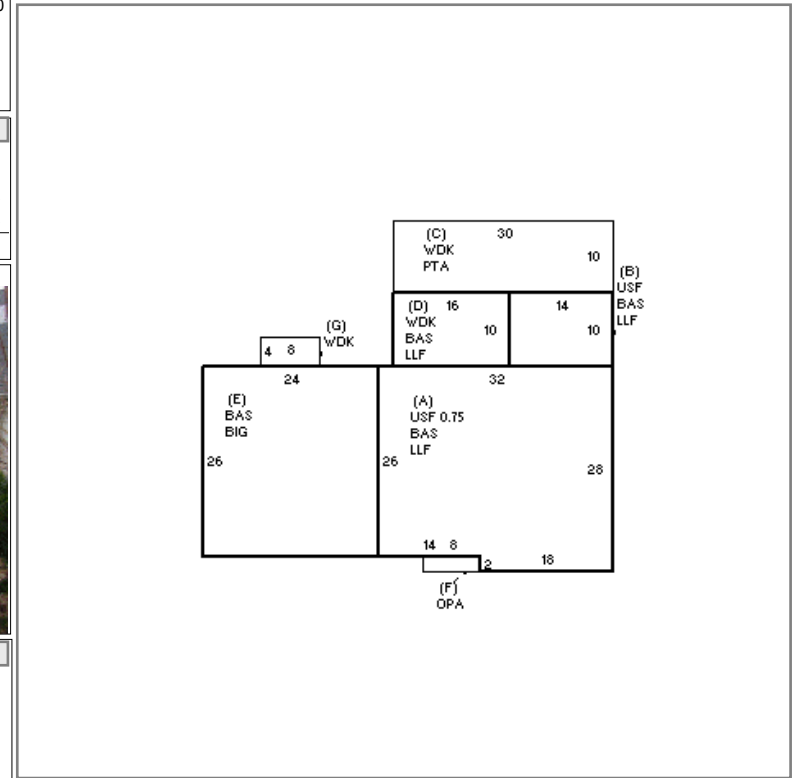 (C) 30
WDK
PTA
10
(B)
USF
BAS
LLF
(D) 16
WDK
BAS
LLF
10
14
10
(G)
WDK
4 8
24
32
(E)
BAS
BIG
(A)
USF 0.75
BAS
LLF
26
26
28
14 8
2
18
(F)
OPA